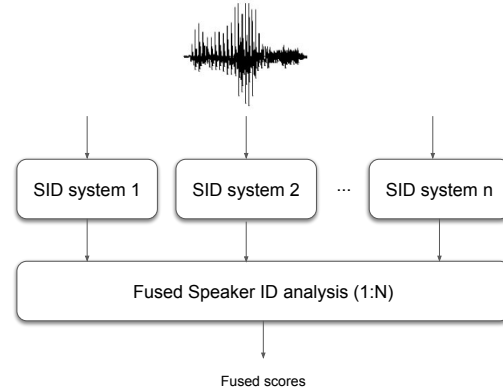 SID system 1
SID system 2
...
SID system n
Fused Speaker ID analysis (1:N)
Fused scores